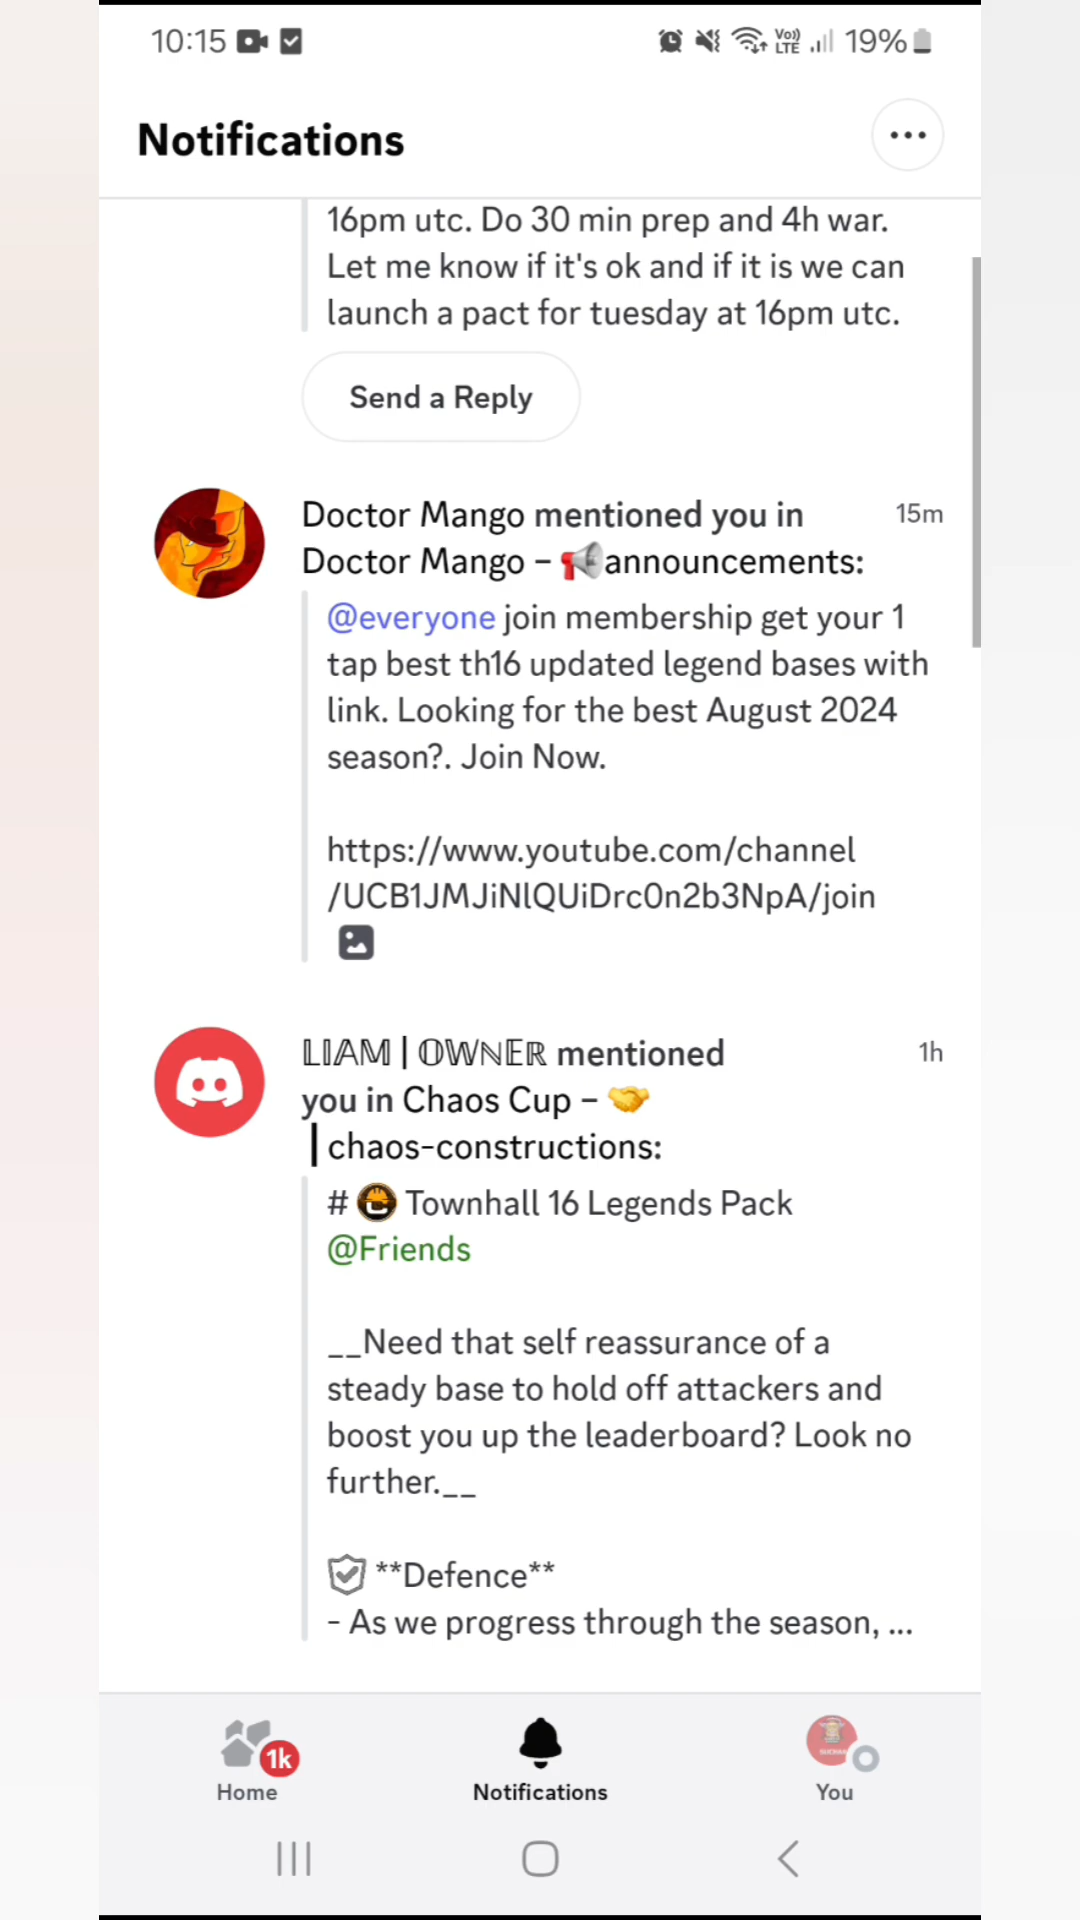 10:15
Vo))
LTE
19%
Notifications
16pm utc. Do 30 min prep and 4h war.
Let me know if it's ok and if it is we can
launch a pact for tuesday at 16pm utc.
Send a Reply
Doctor Mango mentioned you in
15m
Doctor Mango – 📢announcements:
@everyone join membership get your 1
tap best th16 updated legend bases with
link. Looking for the best August 2024
season?. Join Now.
https://www.youtube.com/channel
/UCB1JMJiNlQUiDrc0n2b3NpA/join
𝕃𝕀𝔸𝕄 | 𝕆𝕎ℕ𝔼ℝ mentioned
1h
you in Chaos Cup – 🤝
┃chaos-constructions:
# Townhall 16 Legends Pack
@Friends
__Need that self reassurance of a
steady base to hold off attackers and
boost you up the leaderboard? Look no
further.__
**Defence**
- As we progress through the season, ...
1k
Home
Notifications
You